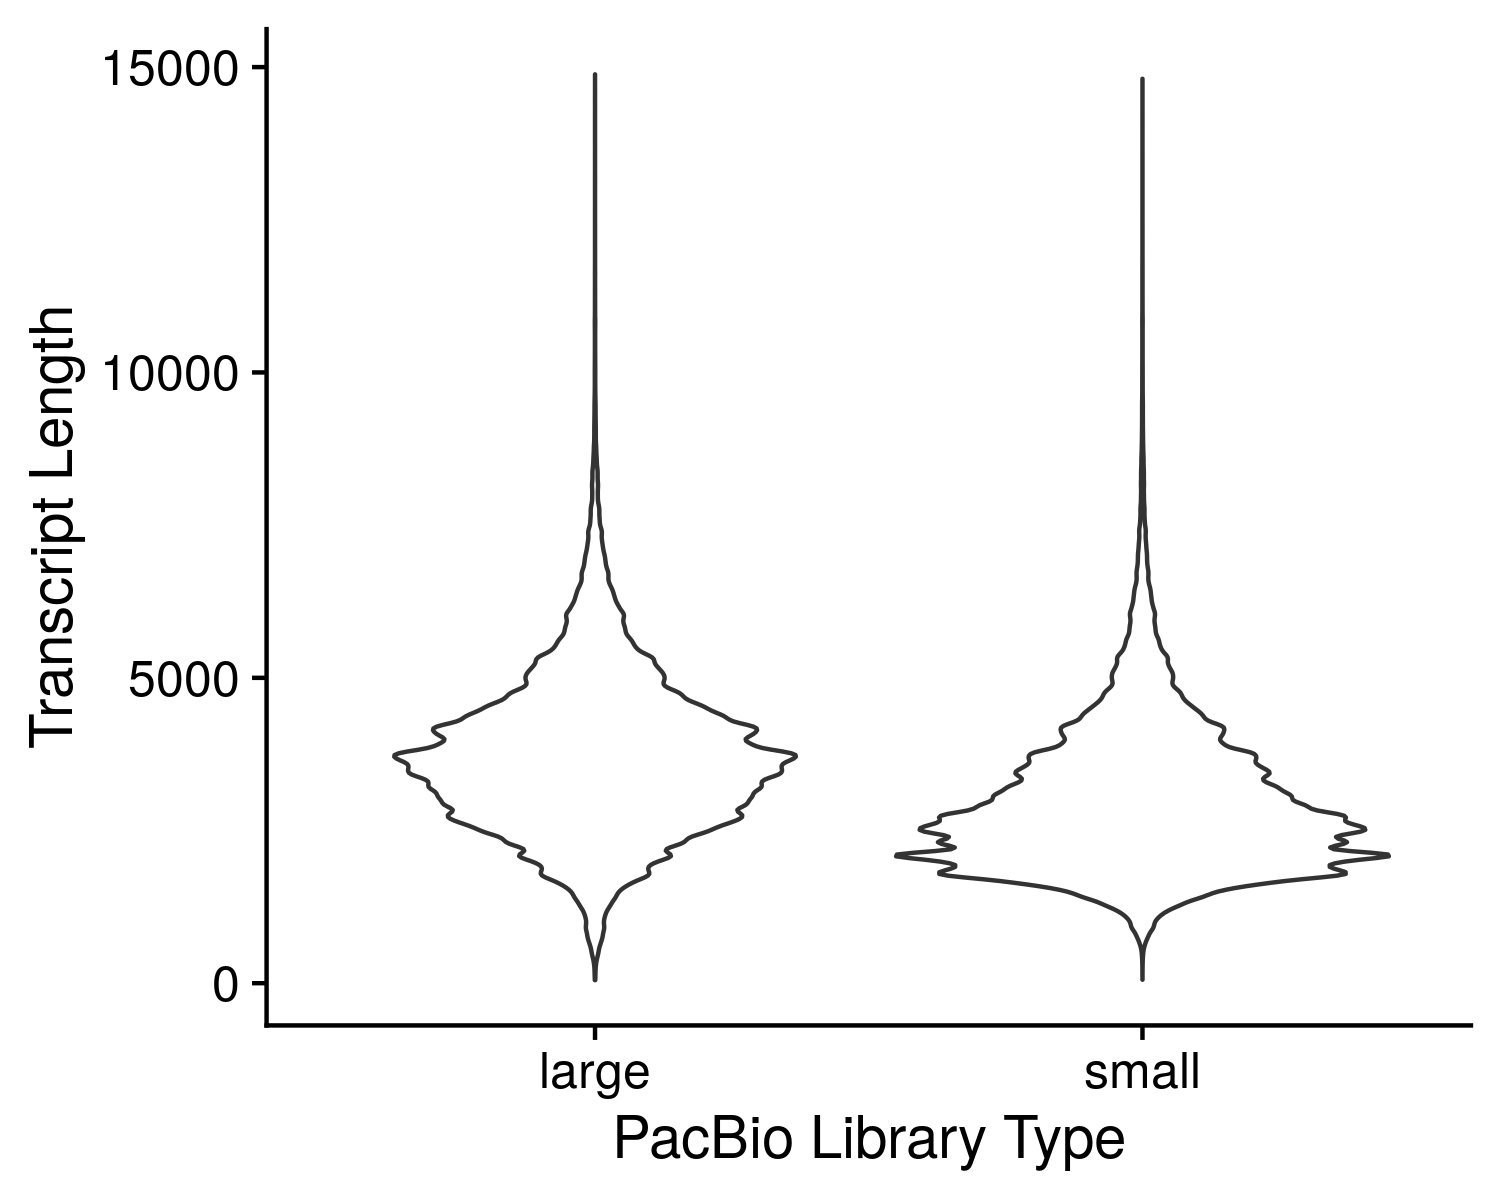 Transcript Length
15000
10000
5000
0
large small
PacBio Library Type